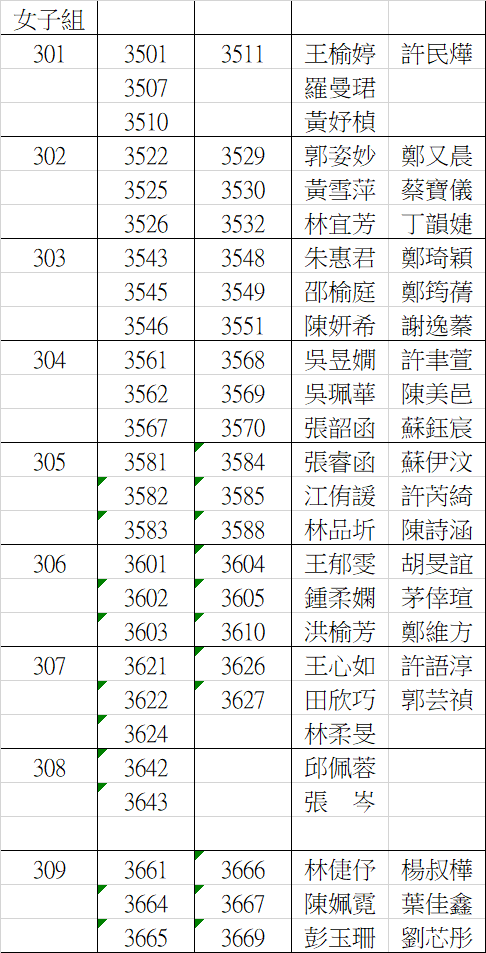 女子組
301 3501 3511 王榆婷 許民燁
3507 羅曼珺
3510 黃妤楨
302 3522 3529 郭姿妙 鄭又晨
3525 3530 黃雪萍 蔡寶儀
3526 3532 林宜芳 丁韻婕
303 3543 3548 朱惠君 鄭琦穎
3545 3549 邵榆庭 鄭筠蒨
3546 3551 陳妍希 謝逸蓁
304 3561 3568 吳昱嫺 許聿萱
3562 3569 吳珮華 陳美邑
3567 3570 張韶函 蘇鈺宸
305 3581 3584 張睿函 蘇伊汶
3582 3585 江侑諼 許芮綺
3583 3588 林品圻 陳詩涵
306 3601 3604 王郁雯 胡旻誼
3602 3605 鍾柔嫻 茅倖瑄
3603 3610 洪榆芳 鄭維方
307 3621 3626 王心如 許語淳
3622 3627 田欣巧 郭芸禎
3624 林柔旻
308 3642 邱佩蓉
3643 張　岑
309 3661 3666 林倢伃 楊叔樺
3664 3667 陳姵霓 葉佳鑫
3665 3669 彭玉珊 劉芯彤